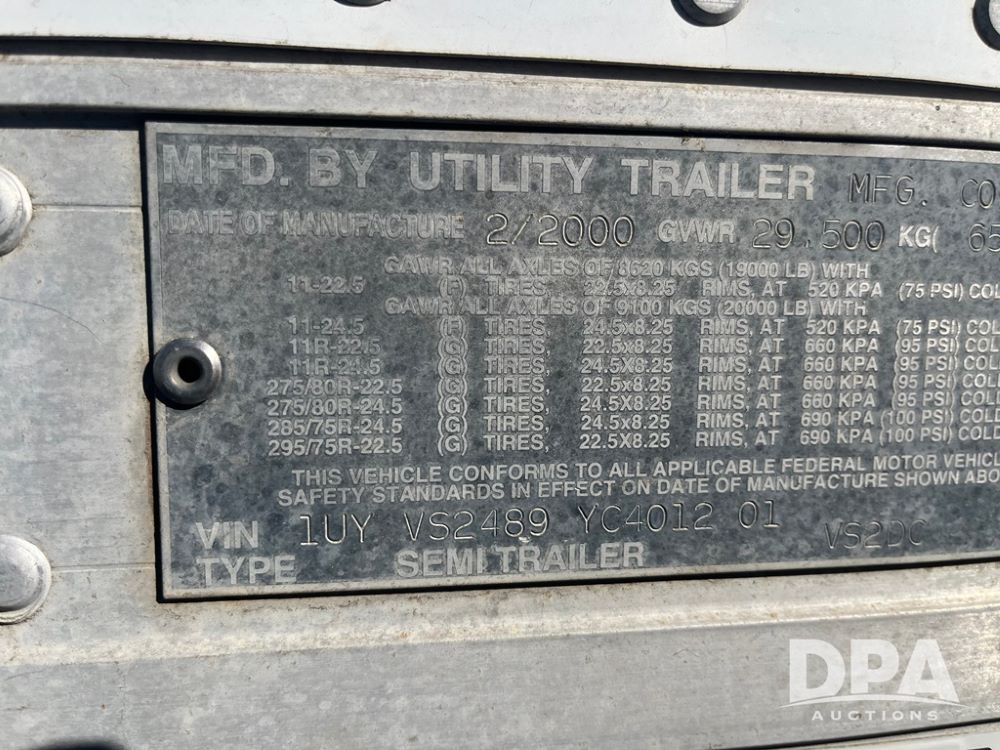 MFD. BY UTILITY TRAILER MFG. CO
DATE OF MANUFACTURE 2/2000 GVWR 29.500 KG( 65
GAWR ALL AXLES OF 8620 KGS (19000 LB) WITH
11-22.5 (F) TIRES, 22.5x8.25 RIMS, AT 520 KPA (75 PSI) COL
GAWR ALL AXLES OF 9100 KGS (20000 LB) WITH
11-24.5 (F) TIRES, 24.5x8.25 RIMS, AT 520 KPA (75 PSI) COL
11R-22.5 (G) TIRES, 22.5x8.25 RIMS, AT 660 KPA (95 PSI) COL
11R-24.5 (G) TIRES, 24.5X8.25 RIMS, AT 660 KPA (95 PSI) COL
275/80R-22.5 (G) TIRES, 22.5x8.25 RIMS, AT 660 KPA (95 PSI) COL
275/80R-24.5 (G) TIRES, 24.5X8.25 RIMS, AT 660 KPA (95 PSI) COL
285/75R-24.5 (G) TIRES, 24.5x8.25 RIMS, AT 690 KPA (100 PSI) COLD
295/75R-22.5 (G) TIRES, 22.5X8.25 RIMS, AT 690 KPA (100 PSI) COLD
THIS VEHICLE CONFORMS TO ALL APPLICABLE FEDERAL MOTOR VEHICL
SAFETY STANDARDS IN EFFECT ON DATE OF MANUFACTURE SHOWN ABO
VIN 1UY VS2489 YC4012 01 VS2DC
TYPE SEMI TRAILER
DPA
AUCTIONS